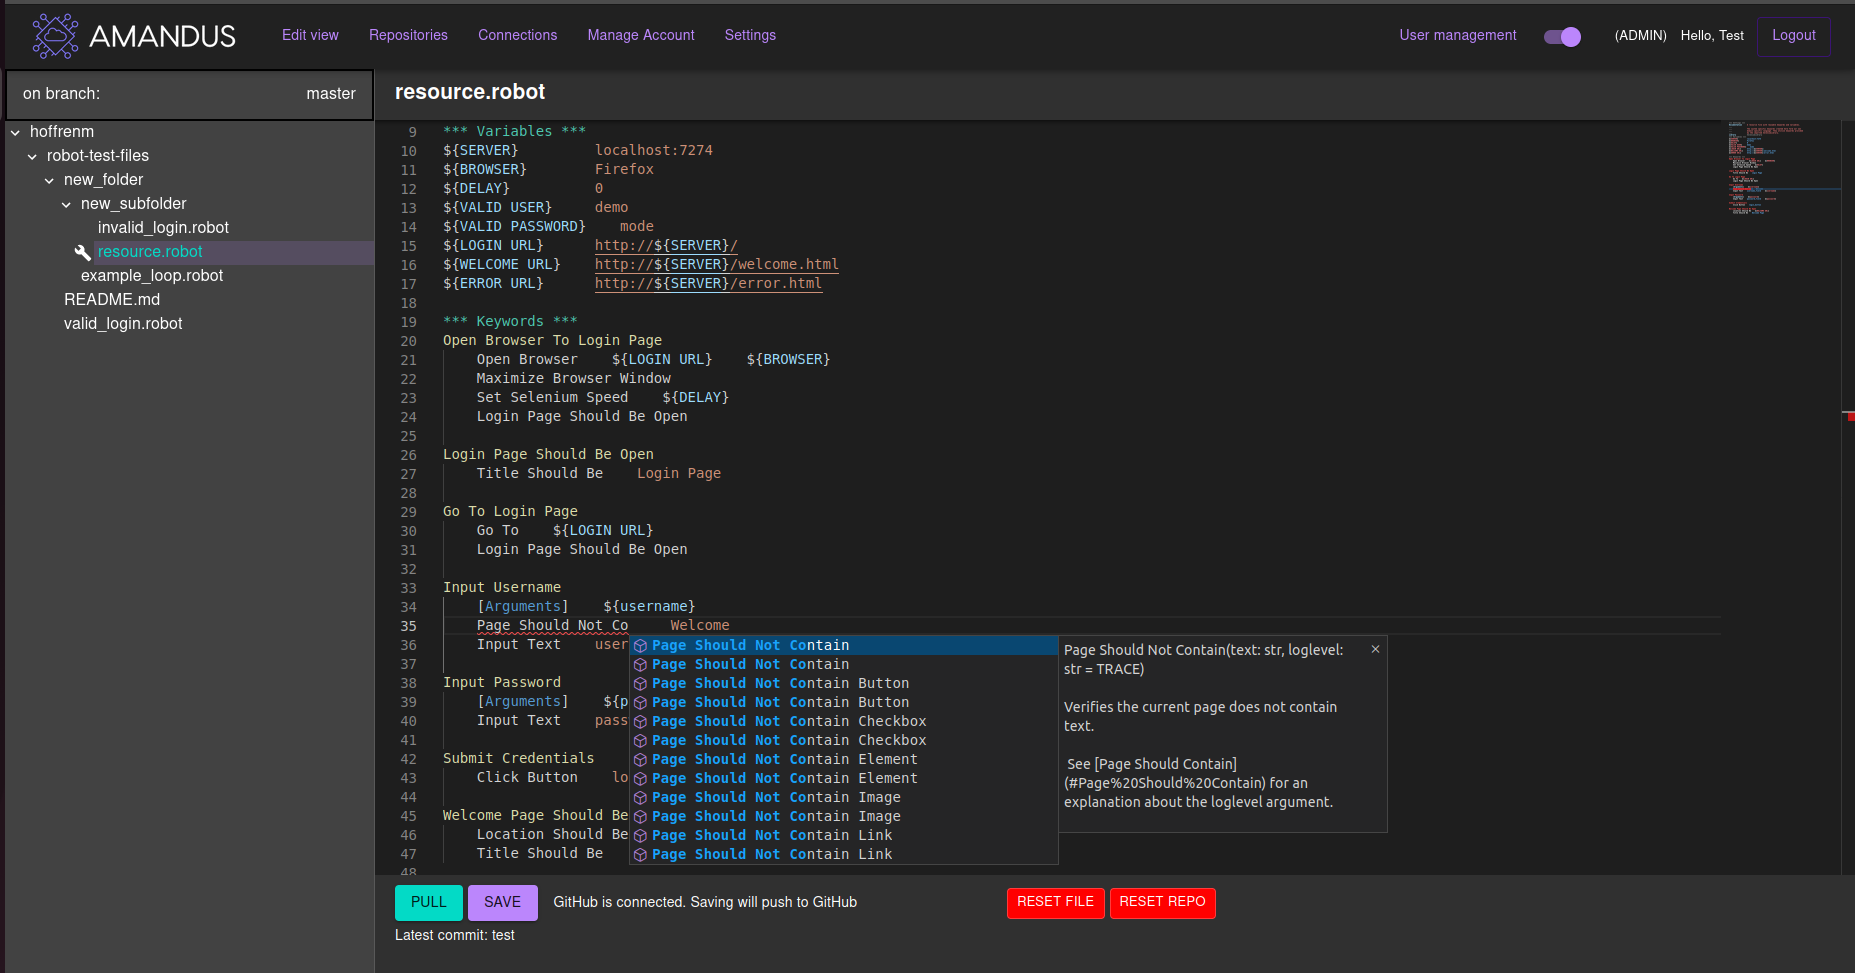 AMANDUS
Edit view Repositories Connections Manage Account Settings
User management (ADMIN) Hello, Test Logout
on branch: master
hoffrenm
robot-test-files
new_folder
new_subfolder
invalid_login.robot
resource.robot
example_loop.robot
README.md
valid_login.robot
resource.robot
9 *** Variables ***
10 ${SERVER} localhost:7274
11 ${BROWSER} Firefox
12 ${DELAY} 0
13 ${VALID USER} demo
14 ${VALID PASSWORD} mode
15 ${LOGIN URL} http://${SERVER}/
16 ${WELCOME URL} http://${SERVER}/welcome.html
17 ${ERROR URL} http://${SERVER}/error.html
18
19 *** Keywords ***
20 Open Browser To Login Page
21 Open Browser ${LOGIN URL} ${BROWSER}
22 Maximize Browser Window
23 Set Selenium Speed ${DELAY}
24 Login Page Should Be Open
25
26 Login Page Should Be Open
27 Title Should Be Login Page
28
29 Go To Login Page
30 Go To ${LOGIN URL}
31 Login Page Should Be Open
32
33 Input Username
34 [Arguments] ${username}
35 Page Should Not Co Welcome
36 Input Text user
37
38 Input Password
39 [Arguments] ${p
40 Input Text pass
41
42 Submit Credentials
43 Click Button lo
44
45 Welcome Page Should Be
46 Location Should Be
47 Title Should Be
48
Page Should Not Contain
Page Should Not Contain
Page Should Not Contain Button
Page Should Not Contain Button
Page Should Not Contain Checkbox
Page Should Not Contain Checkbox
Page Should Not Contain Element
Page Should Not Contain Element
Page Should Not Contain Image
Page Should Not Contain Image
Page Should Not Contain Link
Page Should Not Contain Link
Page Should Not Contain(text: str, loglevel:
str = TRACE)
Verifies the current page does not contain
text.
See [Page Should Contain]
(#Page%20Should%20Contain) for an
explanation about the loglevel argument.
PULL SAVE GitHub is connected. Saving will push to GitHub RESET FILE RESET REPO
Latest commit: test